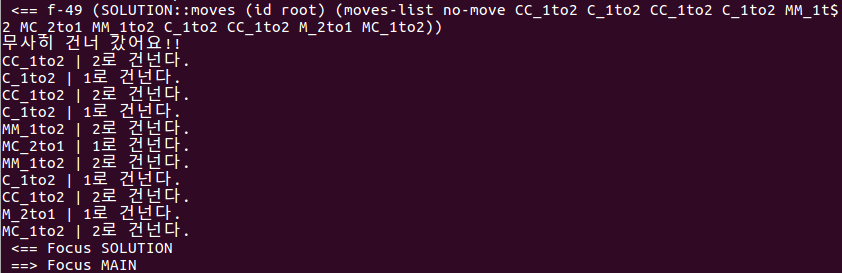 <== f-49 (SOLUTION::moves (id root) (moves-list no-move CC_1to2 C_1to2 CC_1to2 C_1to2 MM_1t$
2 MC_2to1 MM_1to2 C_1to2 CC_1to2 M_2to1 MC_1to2))
무사히 건너 갔어요!!
CC_1to2 | 2로 건넌다.
C_1to2 | 1로 건넌다.
CC_1to2 | 2로 건넌다.
C_1to2 | 1로 건넌다.
MM_1to2 | 2로 건넌다.
MC_2to1 | 1로 건넌다.
MM_1to2 | 2로 건넌다.
C_1to2 | 1로 건넌다.
CC_1to2 | 2로 건넌다.
M_2to1 | 1로 건넌다.
MC_1to2 | 2로 건넌다.
<== Focus SOLUTION
==> Focus MAIN